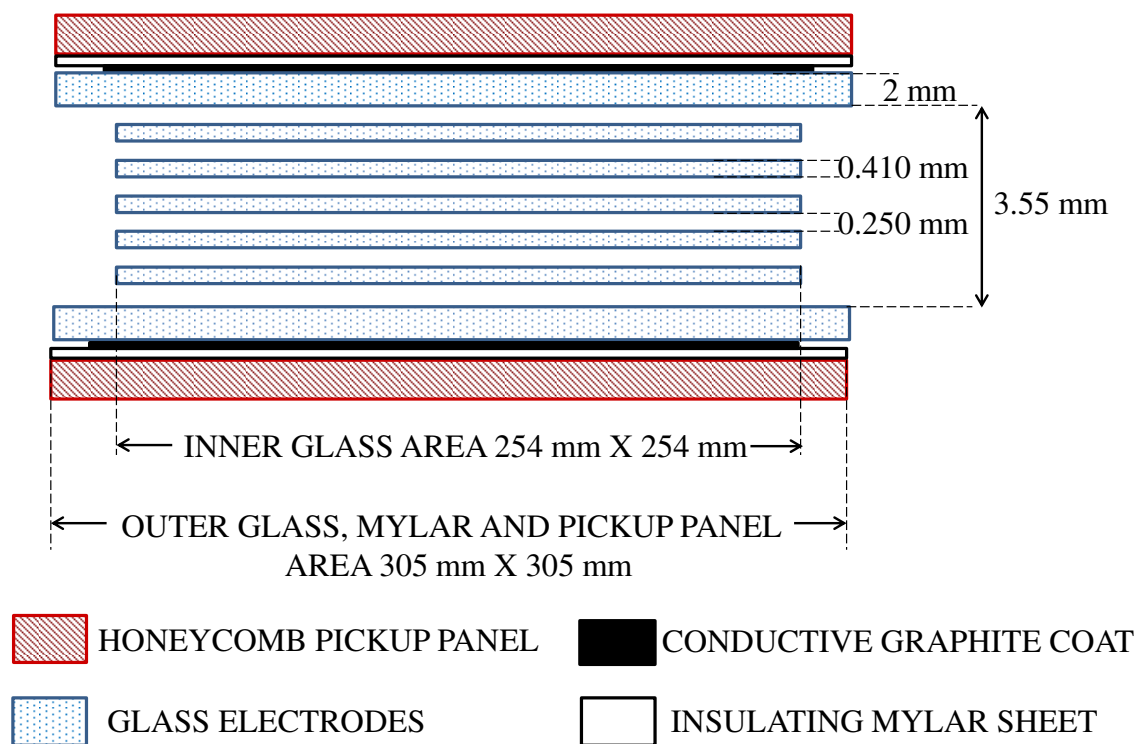 2 mm
0.410 mm
3.55 mm
0.250 mm
INNER GLASS AREA 254 mm X 254 mm
OUTER GLASS, MYLAR AND PICKUP PANEL
AREA 305 mm X 305 mm
HONEYCOMB PICKUP PANEL
CONDUCTIVE GRAPHITE COAT
GLASS ELECTRODES
INSULATING MYLAR SHEET